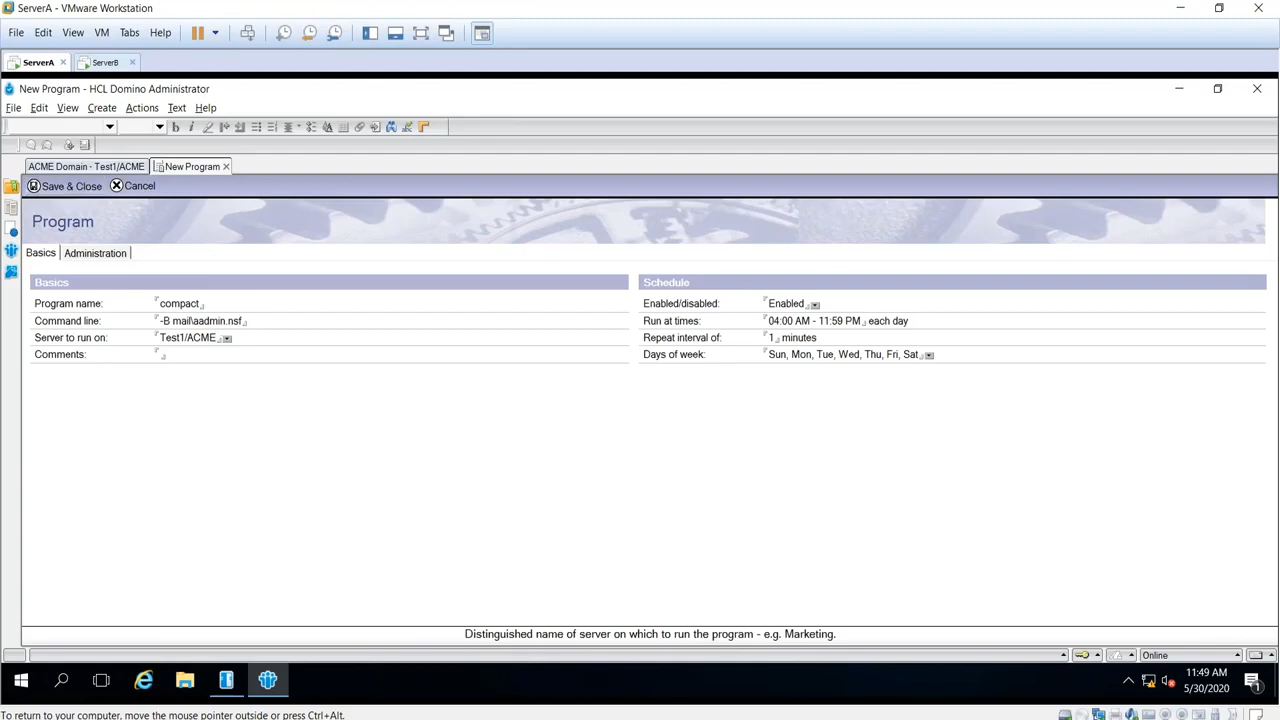 ServerA - VMware Workstation
File Edit View VM Tabs Help
ServerA ServerB
New Program - HCL Domino Administrator
File Edit View Create Actions Text Help
ACME Domain - Test1/ACME New Program
Save & Close Cancel
Program
Basics Administration
Basics Schedule
Program name: compact Enabled/disabled: Enabled
Command line: -B mail\aadmin.nsf Run at times: 04:00 AM - 11:59 PM each day
Server to run on: Test1/ACME Repeat interval of: 1 minutes
Comments: Days of week: Sun, Mon, Tue, Wed, Thu, Fri, Sat
Distinguished name of server on which to run the program - e.g. Marketing.
Online
11:49 AM
5/30/2020
1
To return to your computer, move the mouse pointer outside or press Ctrl+Alt.